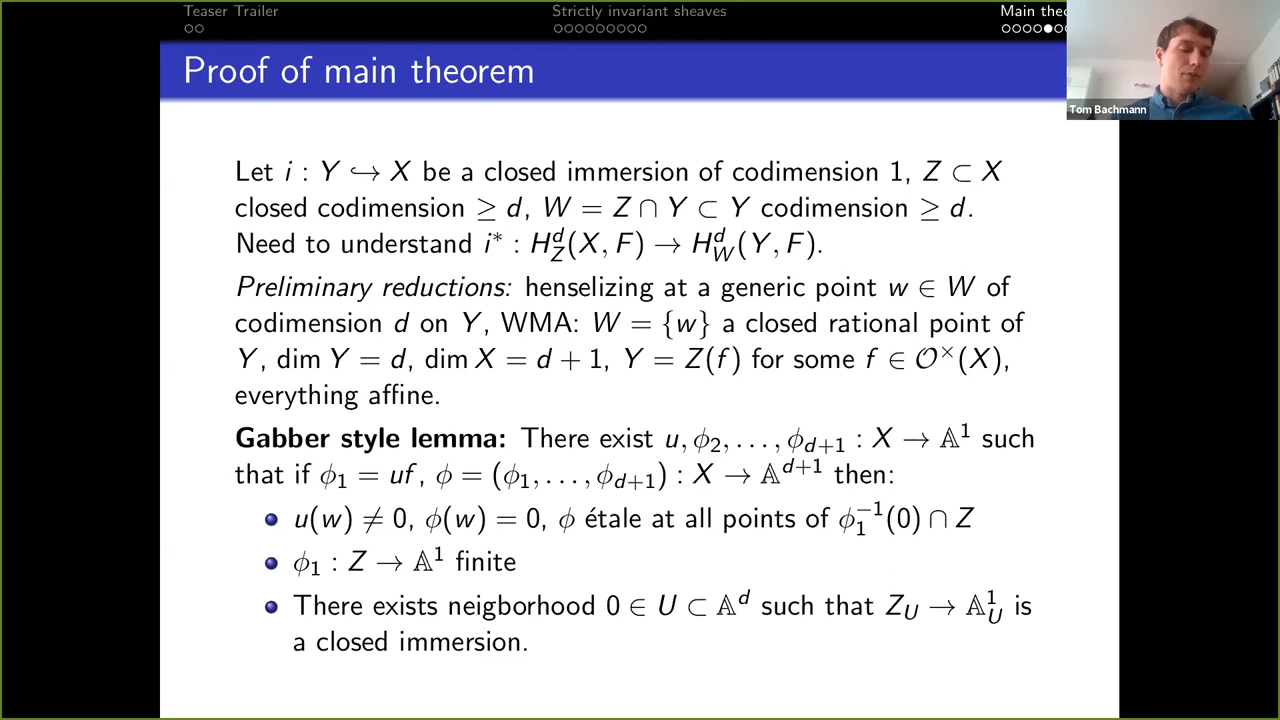 Teaser Trailer
Strictly invariant sheaves
Main theo
Tom Bachmann
Proof of main theorem
Let i : Y ↪ X be a closed immersion of codimension 1, Z ⊂ X
closed codimension ≥ d, W = Z ∩ Y ⊂ Y codimension ≥ d.
Need to understand i* : H^d_Z(X, F) → H^d_W(Y, F).
Preliminary reductions: henselizing at a generic point w ∈ W of
codimension d on Y, WMA: W = {w} a closed rational point of
Y, dim Y = d, dim X = d + 1, Y = Z(f) for some f ∈ 𝒪^×(X),
everything affine.
Gabber style lemma: There exist u, ϕ_2, . . . , ϕ_{d+1} : X → 𝔸^1 such
that if ϕ_1 = uf, ϕ = (ϕ_1, . . . , ϕ_{d+1}) : X → 𝔸^{d+1} then:
u(w) ≠ 0, ϕ(w) = 0, ϕ étale at all points of ϕ_1^{-1}(0) ∩ Z
ϕ_1 : Z → 𝔸^1 finite
There exists neigborhood 0 ∈ U ⊂ 𝔸^d such that Z_U → 𝔸^1_U is
a closed immersion.